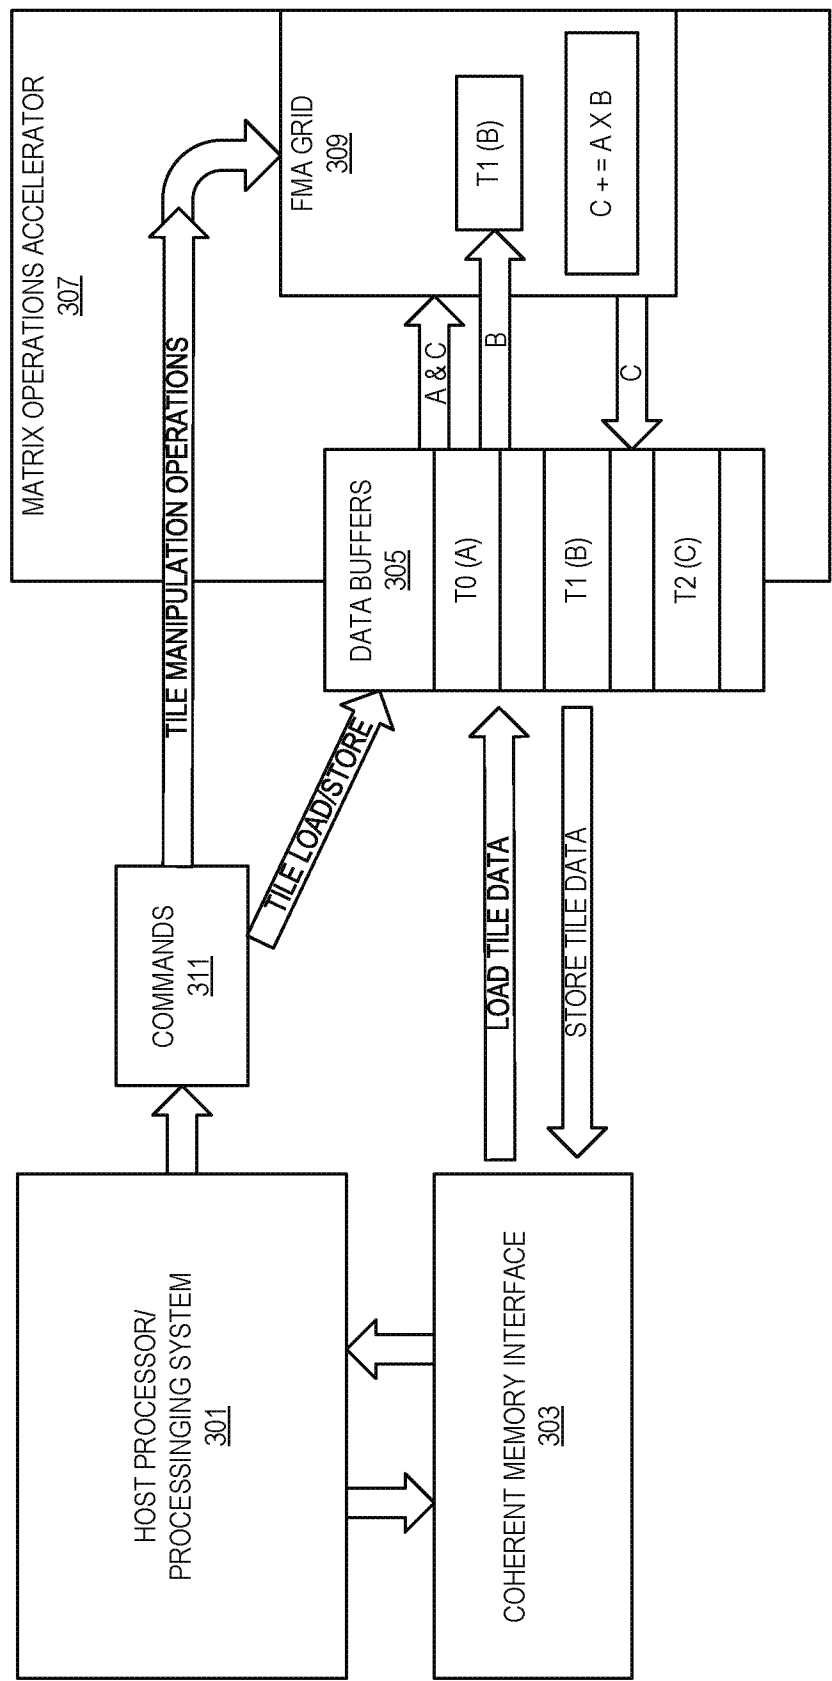 HOST PROCESSOR/
PROCESSINGING SYSTEM
301
COHERENT MEMORY INTERFACE
303
COMMANDS
311
TILE MANIPULATION OPERATIONS
TILE LOAD/STORE
LOAD TILE DATA
STORE TILE DATA
MATRIX OPERATIONS ACCELERATOR
307
DATA BUFFERS
305
T0 (A)
T1 (B)
T2 (C)
A & C
B
C
FMA GRID
309
T1 (B)
C + = A X B